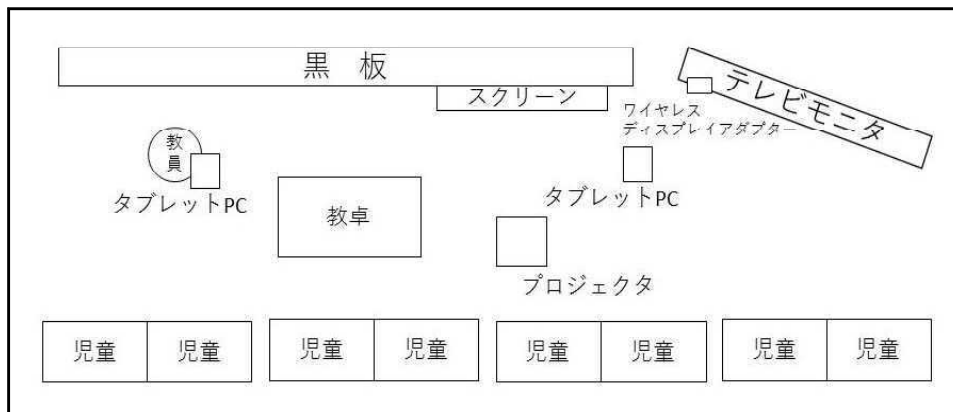 黒 板
スクリーン
テレビモニタ
ワイヤレス
ディスプレイアダプター
教
員
タブレットPC
教卓
タブレットPC
プロジェクタ
児童 児童 児童 児童 児童 児童 児童 児童